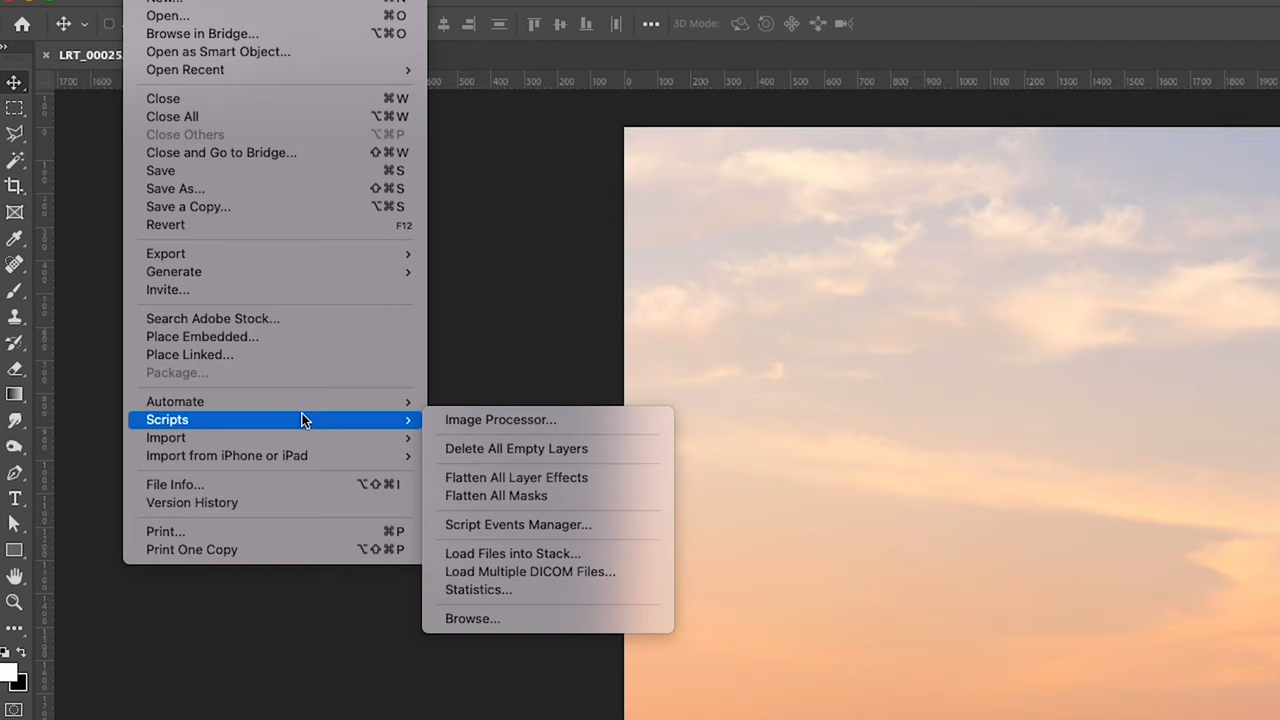 New... ⌘N
Open... ⌘O
3D Mode:
Browse in Bridge... ⌥⌘O
Open as Smart Object...
LRT_0002
Open Recent
1700 1600 600 500 400 300 200 100 0 100 200 300 400 500 600 700 800 900 1000 1100 1200 1300 1400 1500 1600 1700 1800 1900
Close ⌘W
Close All ⌥⌘W
Close Others ⌥⌘P
Close and Go to Bridge... ⇧⌘W
Save ⌘S
Save As... ⇧⌘S
Save a Copy... ⌥⌘S
Revert F12
Export
Generate
Invite...
Search Adobe Stock...
Place Embedded...
Place Linked...
Package...
Automate
Scripts
Import
Import from iPhone or iPad
File Info... ⌥⇧⌘I
Version History
Print... ⌘P
Print One Copy ⌥⇧⌘P
Image Processor...
Delete All Empty Layers
Flatten All Layer Effects
Flatten All Masks
Script Events Manager...
Load Files into Stack...
Load Multiple DICOM Files...
Statistics...
Browse...